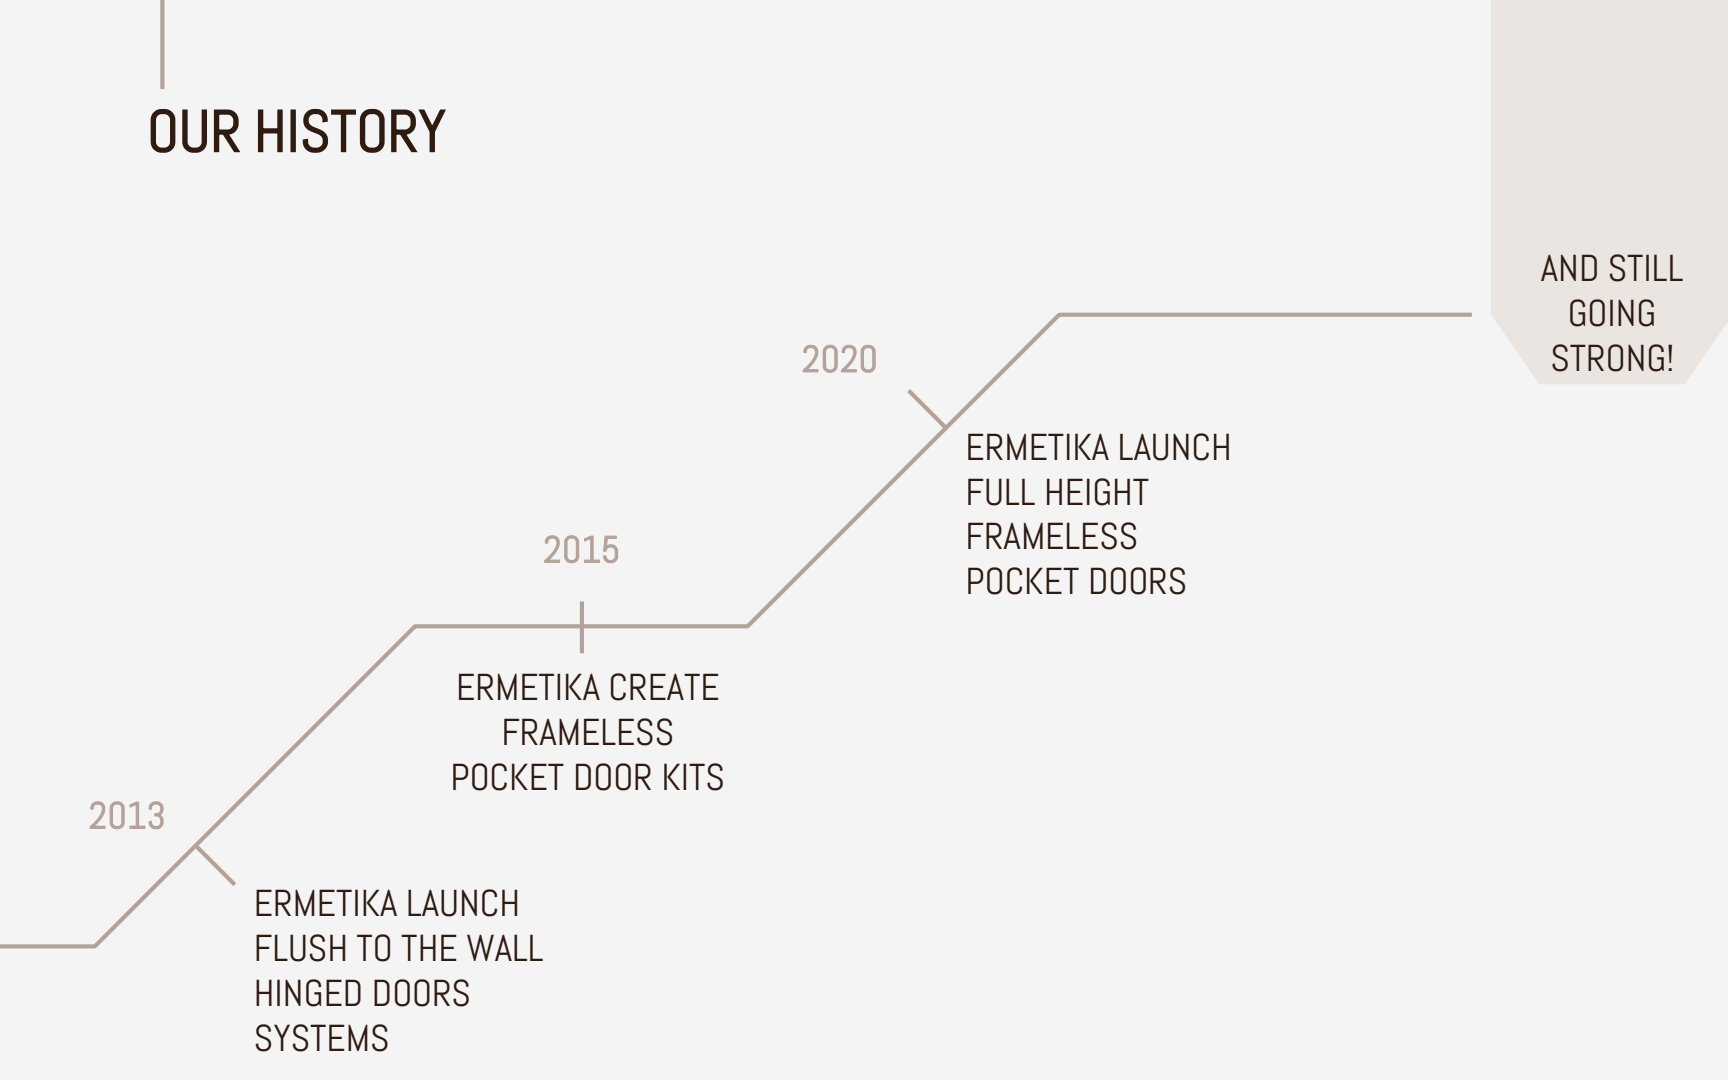 OUR HISTORY
AND STILL
GOING
STRONG!
2020
ERMETIKA LAUNCH
FULL HEIGHT
FRAMELESS
POCKET DOORS
2015
ERMETIKA CREATE
FRAMELESS
POCKET DOOR KITS
2013
ERMETIKA LAUNCH
FLUSH TO THE WALL
HINGED DOORS
SYSTEMS